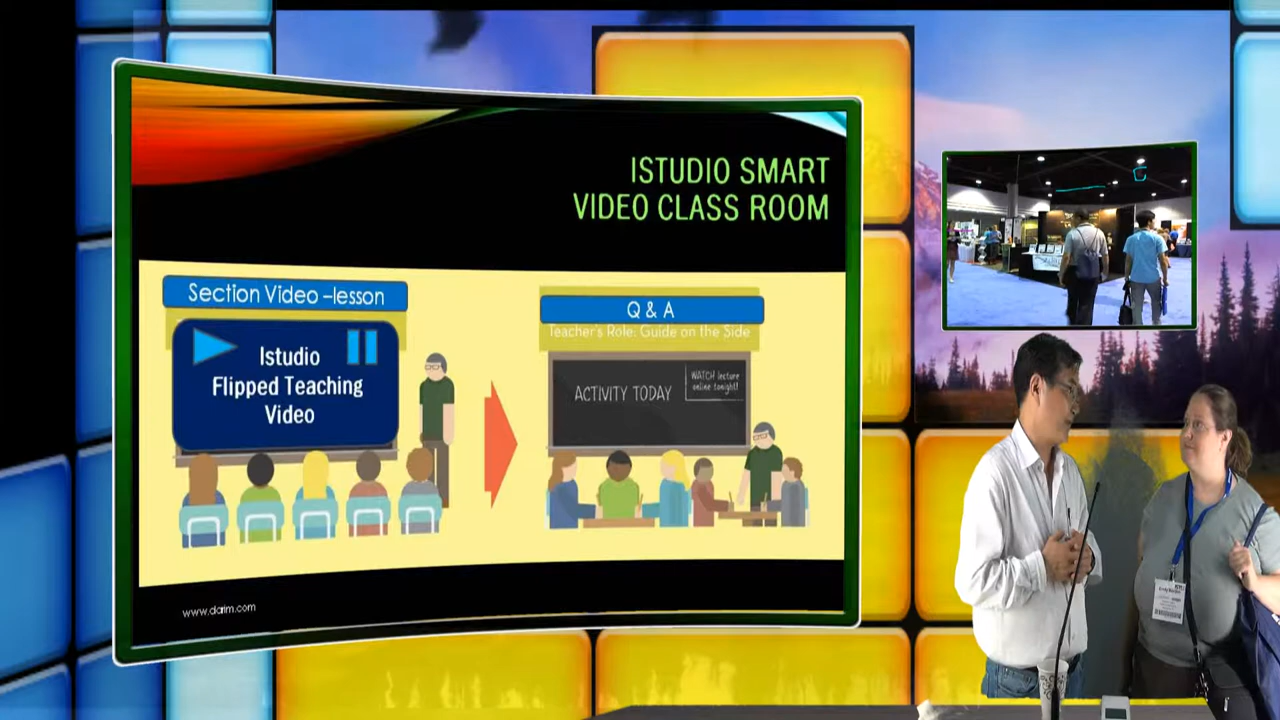 ISTUDIO SMART
VIDEO CLASS ROOM
Section Video –lesson
Istudio
Flipped Teaching
Video
Q & A
Teacher's Role: Guide on the Side
ACTIVITY TODAY
WATCH lecture
online tonight!
www.darim.com